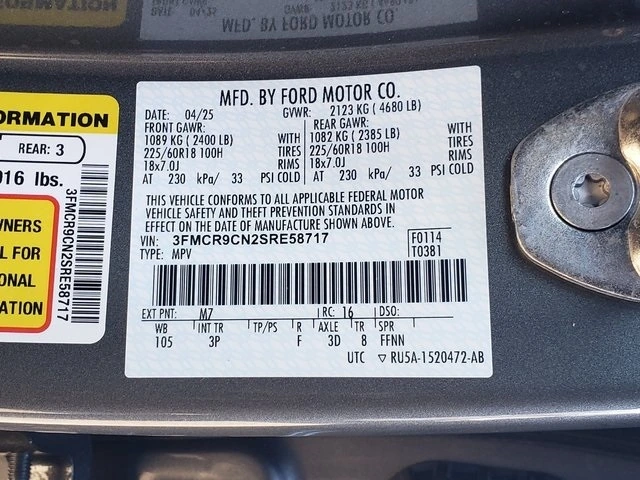 MFD. BY FORD MOTOR CO.
DATE: 04/25 GVWR: 2123 KG ( 4680 LB)
FRONT GAWR: REAR GAWR:
1089 KG ( 2400 LB) WITH 1082 KG ( 2385 LB) WITH
225/60R18 100H TIRES 225/60R18 100H TIRES
18x7.0J RIMS 18x7.0J RIMS
AT 230 kPa/ 33 PSI COLD AT 230 kPa/ 33 PSI COLD
THIS VEHICLE CONFORMS TO ALL APPLICABLE FEDERAL MOTOR
VEHICLE SAFETY AND THEFT PREVENTION STANDARDS IN
EFFECT ON THE DATE OF MANUFACTURE SHOWN ABOVE.
VIN: 3FMCR9CN2SRE58717 F0114
TYPE: MPV T0381
EXT PNT: M7 RC: 16 DSO:
WB INT TR TP/PS R AXLE TR SPR
105 3P F 3D 8 FFNN
UTC ▽ RU5A-1520472-AB
ORMATION
REAR: 3
016 lbs.
WNERS
L FOR
ONAL
ATION
3FMCR9CN2SRE58717
ORMATION
DATE: 04/25
MFD. BY FORD MOTOR CO.